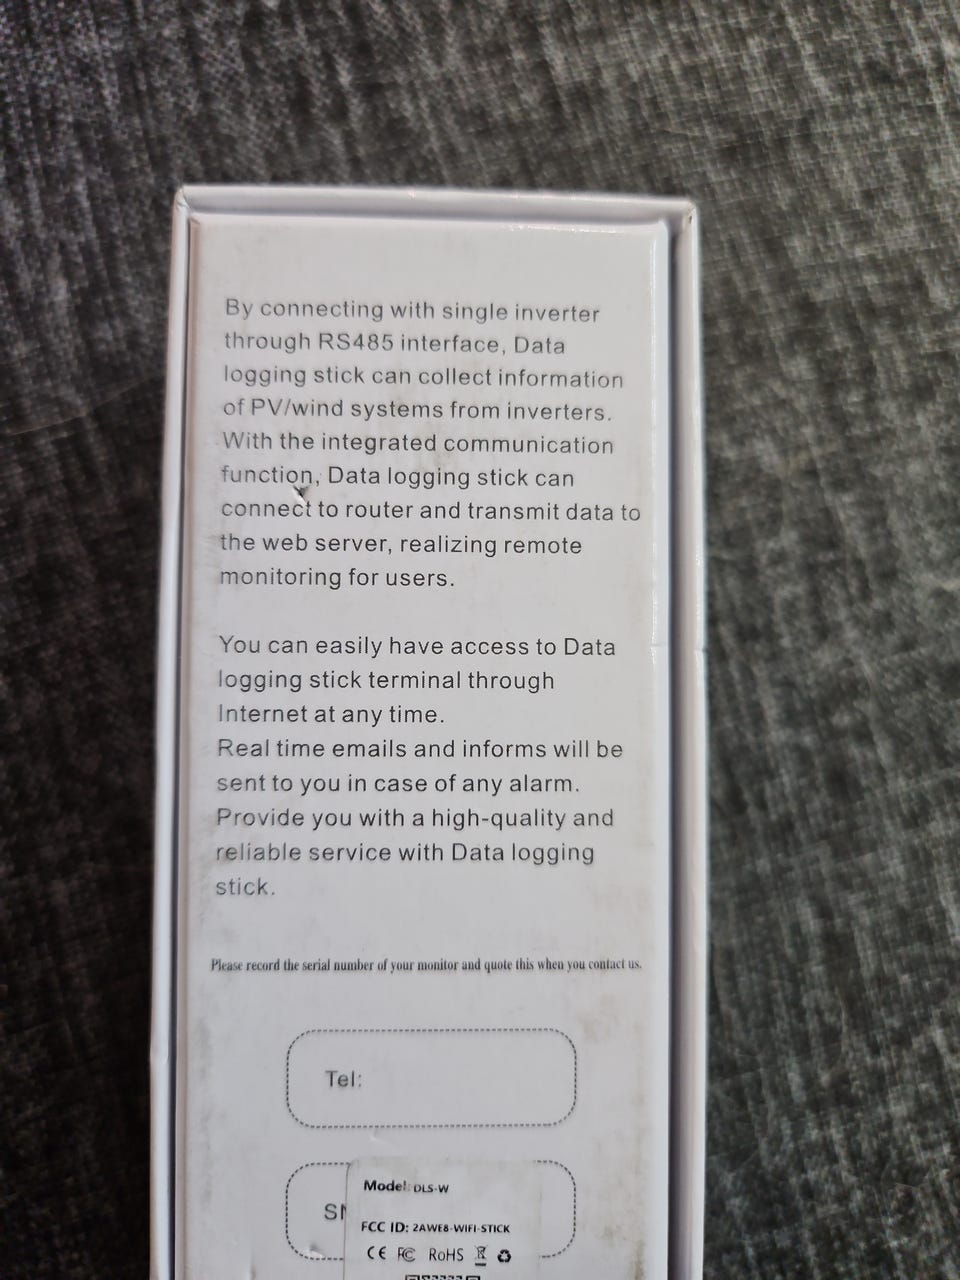 By connecting with single inverter
through RS485 interface, Data
logging stick can collect information
of PV/wind systems from inverters.
With the integrated communication
function, Data logging stick can
connect to router and transmit data to
the web server, realizing remote
monitoring for users.
You can easily have access to Data
logging stick terminal through
Internet at any time.
Real time emails and informs will be
sent to you in case of any alarm.
Provide you with a high-quality and
reliable service with Data logging
stick.
Please record the serial number of your monitor and quote this when you contact us.
Tel:
Model: DLS-W
FCC ID: 2AWE8-WIFI-STICK
CE FC RoHS